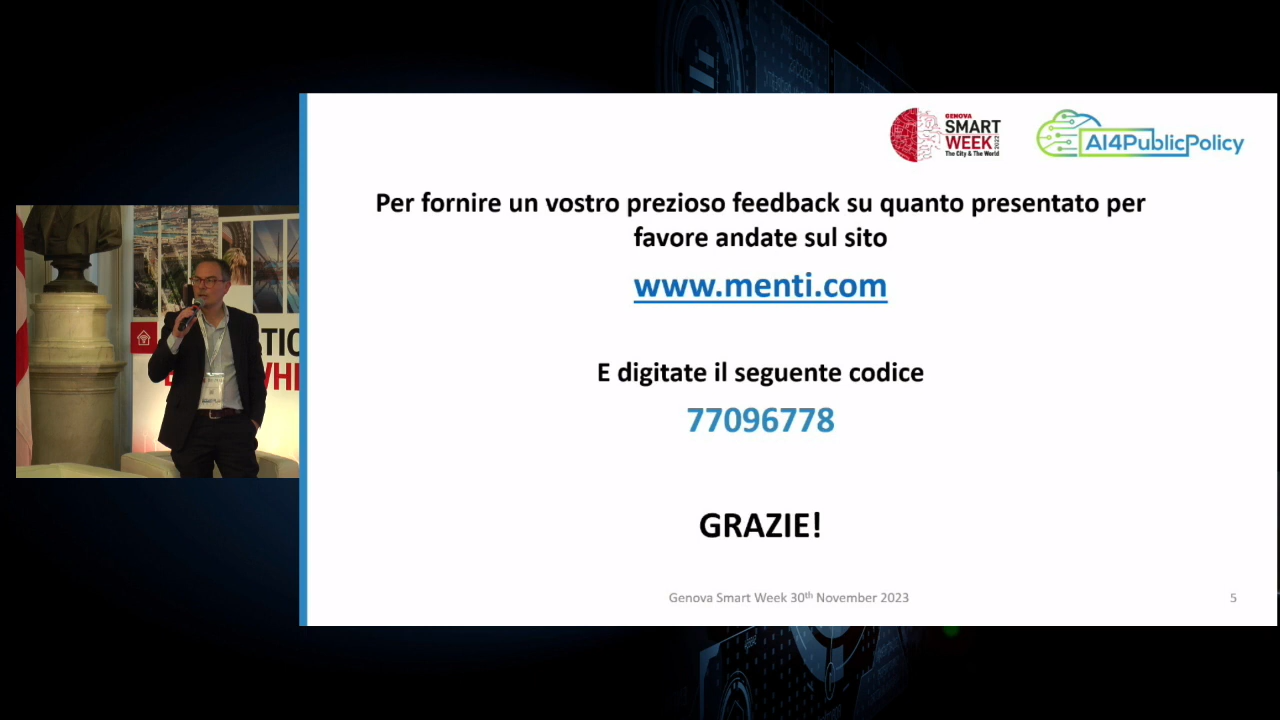 GENOVA
SMART
WEEK
2022
The City & The World
AI4PublicPolicy
Per fornire un vostro prezioso feedback su quanto presentato per
favore andate sul sito
www.menti.com
E digitate il seguente codice
77096778
GRAZIE!
Genova Smart Week 30th November 2023
5